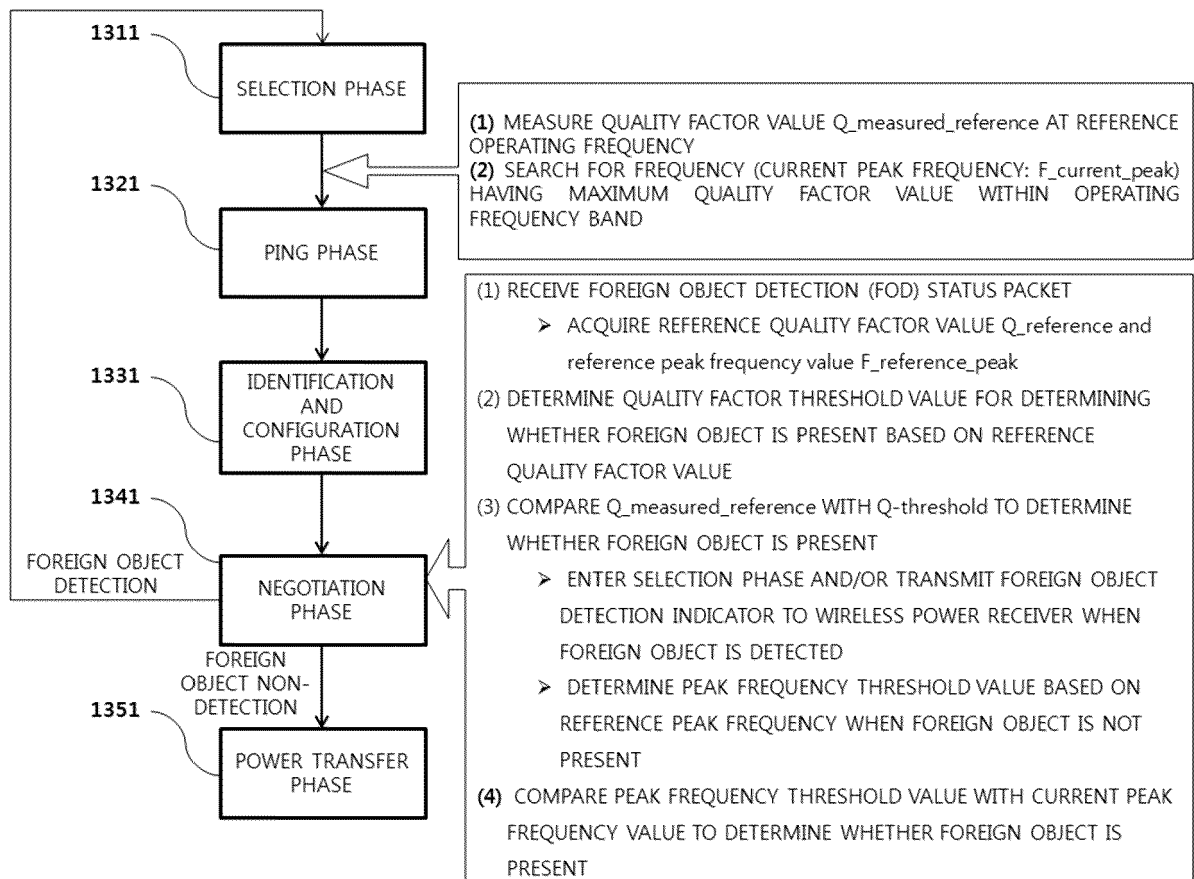 1311
SELECTION PHASE
(1) MEASURE QUALITY FACTOR VALUE Q_measured_reference AT REFERENCE
OPERATING FREQUENCY
(2) SEARCH FOR FREQUENCY (CURRENT PEAK FREQUENCY: F_current_peak)
HAVING MAXIMUM QUALITY FACTOR VALUE WITHIN OPERATING
FREQUENCY BAND
1321
PING PHASE
1331
IDENTIFICATION
AND
CONFIGURATION
PHASE
1341
FOREIGN OBJECT
DETECTION
NEGOTIATION
PHASE
FOREIGN
OBJECT NON-
DETECTION
1351
POWER TRANSFER
PHASE
(1) RECEIVE FOREIGN OBJECT DETECTION (FOD) STATUS PACKET
➢ ACQUIRE REFERENCE QUALITY FACTOR VALUE Q_reference and
reference peak frequency value F_reference_peak
(2) DETERMINE QUALITY FACTOR THRESHOLD VALUE FOR DETERMINING
WHETHER FOREIGN OBJECT IS PRESENT BASED ON REFERENCE
QUALITY FACTOR VALUE
(3) COMPARE Q_measured_reference WITH Q-threshold TO DETERMINE
WHETHER FOREIGN OBJECT IS PRESENT
➢ ENTER SELECTION PHASE AND/OR TRANSMIT FOREIGN OBJECT
DETECTION INDICATOR TO WIRELESS POWER RECEIVER WHEN
FOREIGN OBJECT IS DETECTED
➢ DETERMINE PEAK FREQUENCY THRESHOLD VALUE BASED ON
REFERENCE PEAK FREQUENCY WHEN FOREIGN OBJECT IS NOT
PRESENT
(4) COMPARE PEAK FREQUENCY THRESHOLD VALUE WITH CURRENT PEAK
FREQUENCY VALUE TO DETERMINE WHETHER FOREIGN OBJECT IS
PRESENT